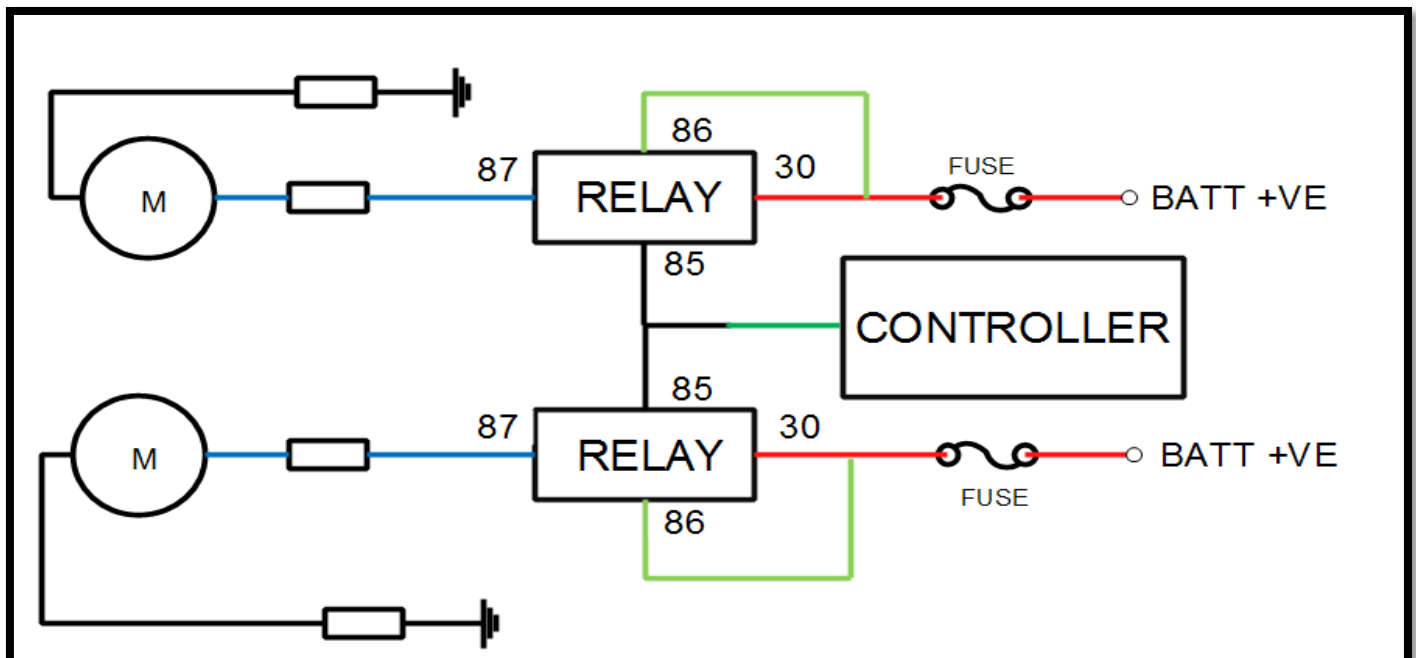 86
87
30
FUSE
M
RELAY
BATT +VE
85
CONTROLLER
85
87
30
M
RELAY
BATT +VE
86
FUSE